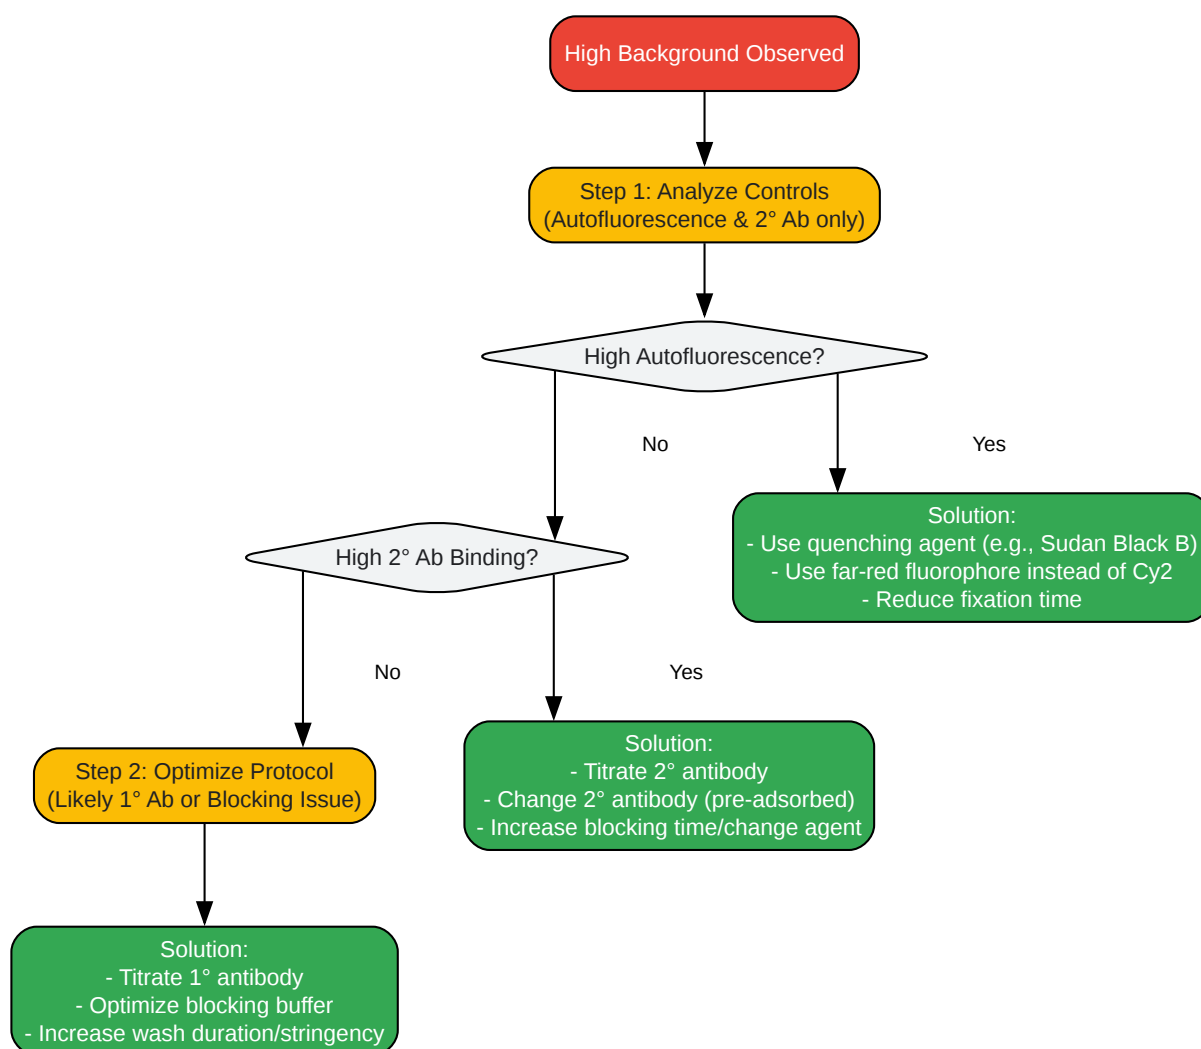 High Background Observed
Step 1: Analyze Controls
(Autofluorescence & 2° Ab only)
High Autofluorescence?
No
Yes
Solution:
- Use quenching agent (e.g., Sudan Black B)
- Use far-red fluorophore instead of Cy2
- Reduce fixation time
High 2° Ab Binding?
No
Yes
Solution:
- Titrate 2° antibody
- Change 2° antibody (pre-adsorbed)
- Increase blocking time/change agent
Step 2: Optimize Protocol
(Likely 1° Ab or Blocking Issue)
Solution:
- Titrate 1° antibody
- Optimize blocking buffer
- Increase wash duration/stringency